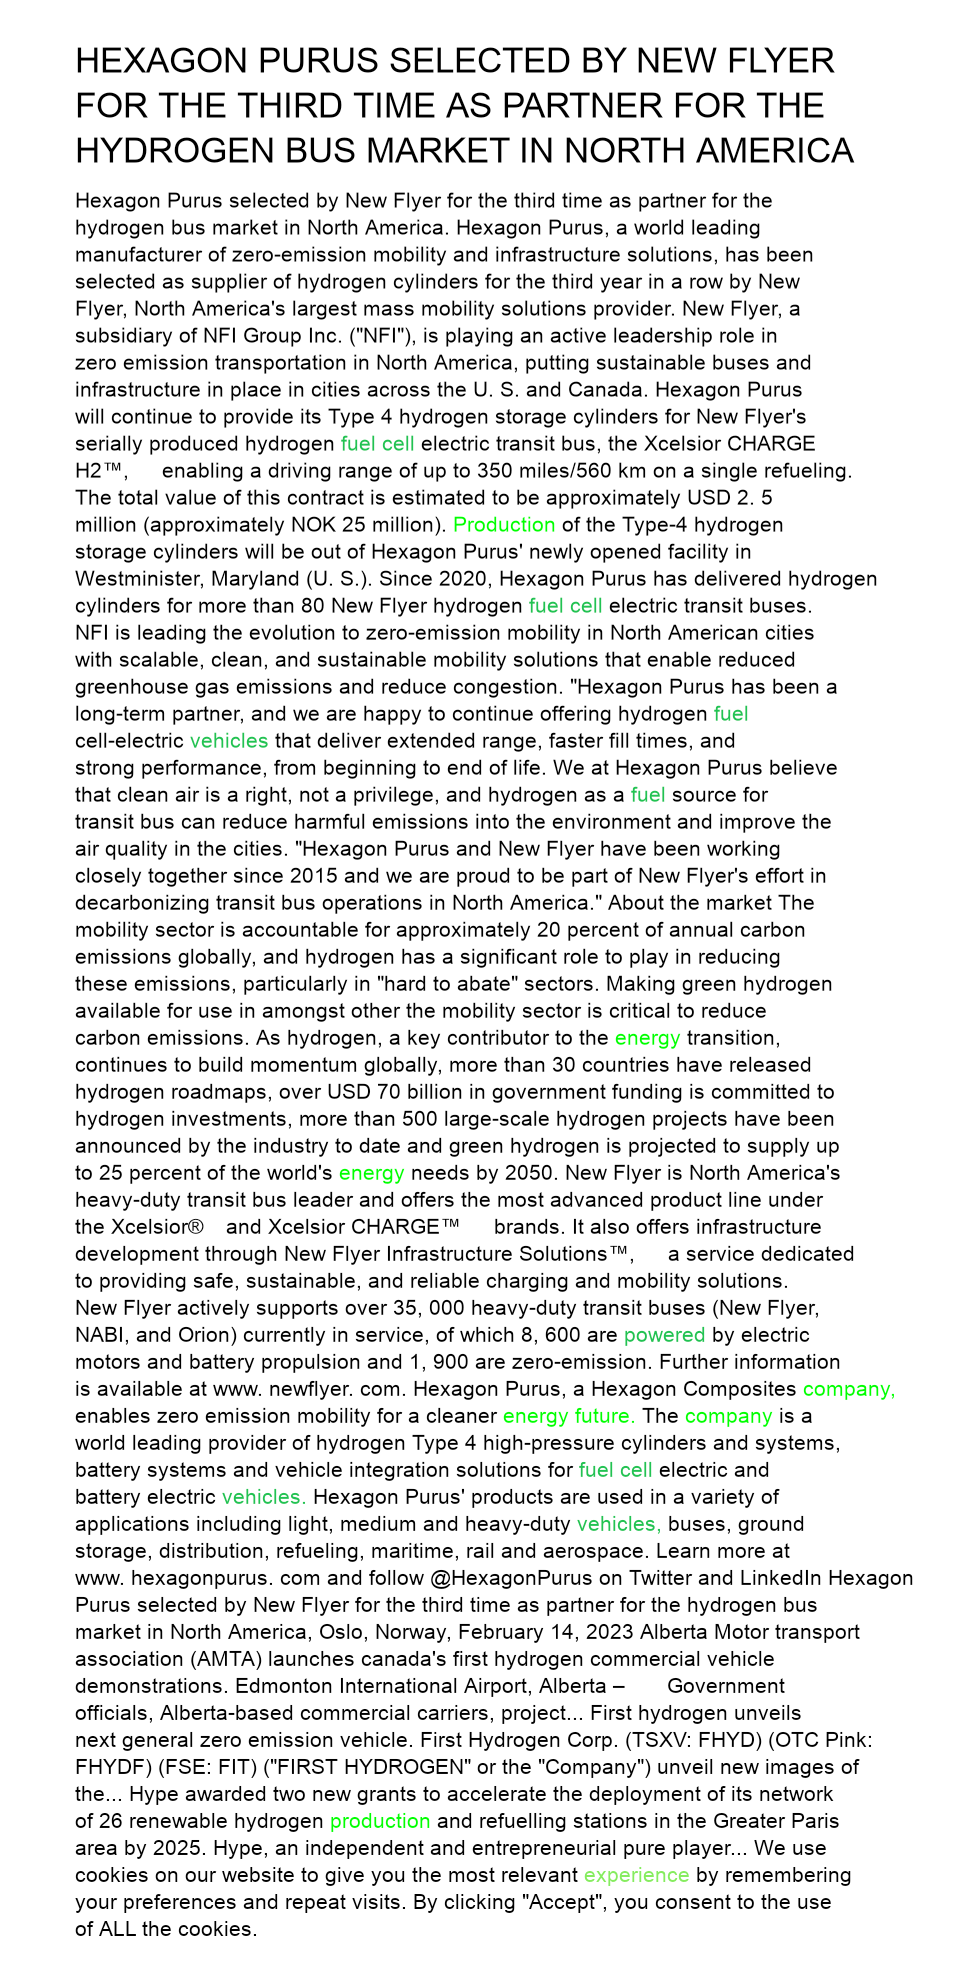 HEXAGON PURUS SELECTED BY NEW FLYER
FOR THE THIRD TIME AS PARTNER FOR THE
HYDROGEN BUS MARKET IN NORTH AMERICA
Hexagon Purus selected by New Flyer for the third time as partner for the
hydrogen bus market in North America. Hexagon Purus, a world leading
manufacturer of zero-emission mobility and infrastructure solutions, has been
selected as supplier of hydrogen cylinders for the third year in a row by New
Flyer, North America's largest mass mobility solutions provider. New Flyer, a
subsidiary of NFI Group Inc. ("NFI"), is playing an active leadership role in
zero emission transportation in North America, putting sustainable buses and
infrastructure in place in cities across the U. S. and Canada. Hexagon Purus
will continue to provide its Type 4 hydrogen storage cylinders for New Flyer's
serially produced hydrogen fuel cell electric transit bus, the Xcelsior CHARGE
H2™, enabling a driving range of up to 350 miles/560 km on a single refueling.
The total value of this contract is estimated to be approximately USD 2. 5
million (approximately NOK 25 million). Production of the Type-4 hydrogen
storage cylinders will be out of Hexagon Purus' newly opened facility in
Westminister, Maryland (U. S.). Since 2020, Hexagon Purus has delivered hydrogen
cylinders for more than 80 New Flyer hydrogen fuel cell electric transit buses.
NFI is leading the evolution to zero-emission mobility in North American cities
with scalable, clean, and sustainable mobility solutions that enable reduced
greenhouse gas emissions and reduce congestion. "Hexagon Purus has been a
long-term partner, and we are happy to continue offering hydrogen fuel
cell-electric vehicles that deliver extended range, faster fill times, and
strong performance, from beginning to end of life. We at Hexagon Purus believe
that clean air is a right, not a privilege, and hydrogen as a fuel source for
transit bus can reduce harmful emissions into the environment and improve the
air quality in the cities. "Hexagon Purus and New Flyer have been working
closely together since 2015 and we are proud to be part of New Flyer's effort in
decarbonizing transit bus operations in North America." About the market The
mobility sector is accountable for approximately 20 percent of annual carbon
emissions globally, and hydrogen has a significant role to play in reducing
these emissions, particularly in "hard to abate" sectors. Making green hydrogen
available for use in amongst other the mobility sector is critical to reduce
carbon emissions. As hydrogen, a key contributor to the energy transition,
continues to build momentum globally, more than 30 countries have released
hydrogen roadmaps, over USD 70 billion in government funding is committed to
hydrogen investments, more than 500 large-scale hydrogen projects have been
announced by the industry to date and green hydrogen is projected to supply up
to 25 percent of the world's energy needs by 2050. New Flyer is North America's
heavy-duty transit bus leader and offers the most advanced product line under
the Xcelsior® and Xcelsior CHARGE™ brands. It also offers infrastructure
development through New Flyer Infrastructure Solutions™, a service dedicated
to providing safe, sustainable, and reliable charging and mobility solutions.
New Flyer actively supports over 35, 000 heavy-duty transit buses (New Flyer,
NABI, and Orion) currently in service, of which 8, 600 are powered by electric
motors and battery propulsion and 1, 900 are zero-emission. Further information
is available at www. newflyer. com. Hexagon Purus, a Hexagon Composites company,
enables zero emission mobility for a cleaner energy future. The company is a
world leading provider of hydrogen Type 4 high-pressure cylinders and systems,
battery systems and vehicle integration solutions for fuel cell electric and
battery electric vehicles. Hexagon Purus' products are used in a variety of
applications including light, medium and heavy-duty vehicles, buses, ground
storage, distribution, refueling, maritime, rail and aerospace. Learn more at
www. hexagonpurus. com and follow @HexagonPurus on Twitter and LinkedIn Hexagon
Purus selected by New Flyer for the third time as partner for the hydrogen bus
market in North America, Oslo, Norway, February 14, 2023 Alberta Motor transport
association (AMTA) launches canada's first hydrogen commercial vehicle
demonstrations. Edmonton International Airport, Alberta – Government
officials, Alberta-based commercial carriers, project... First hydrogen unveils
next general zero emission vehicle. First Hydrogen Corp. (TSXV: FHYD) (OTC Pink:
FHYDF) (FSE: FIT) ("FIRST HYDROGEN" or the "Company") unveil new images of
the... Hype awarded two new grants to accelerate the deployment of its network
of 26 renewable hydrogen production and refuelling stations in the Greater Paris
area by 2025. Hype, an independent and entrepreneurial pure player... We use
cookies on our website to give you the most relevant experience by remembering
your preferences and repeat visits. By clicking "Accept", you consent to the use
of ALL the cookies.